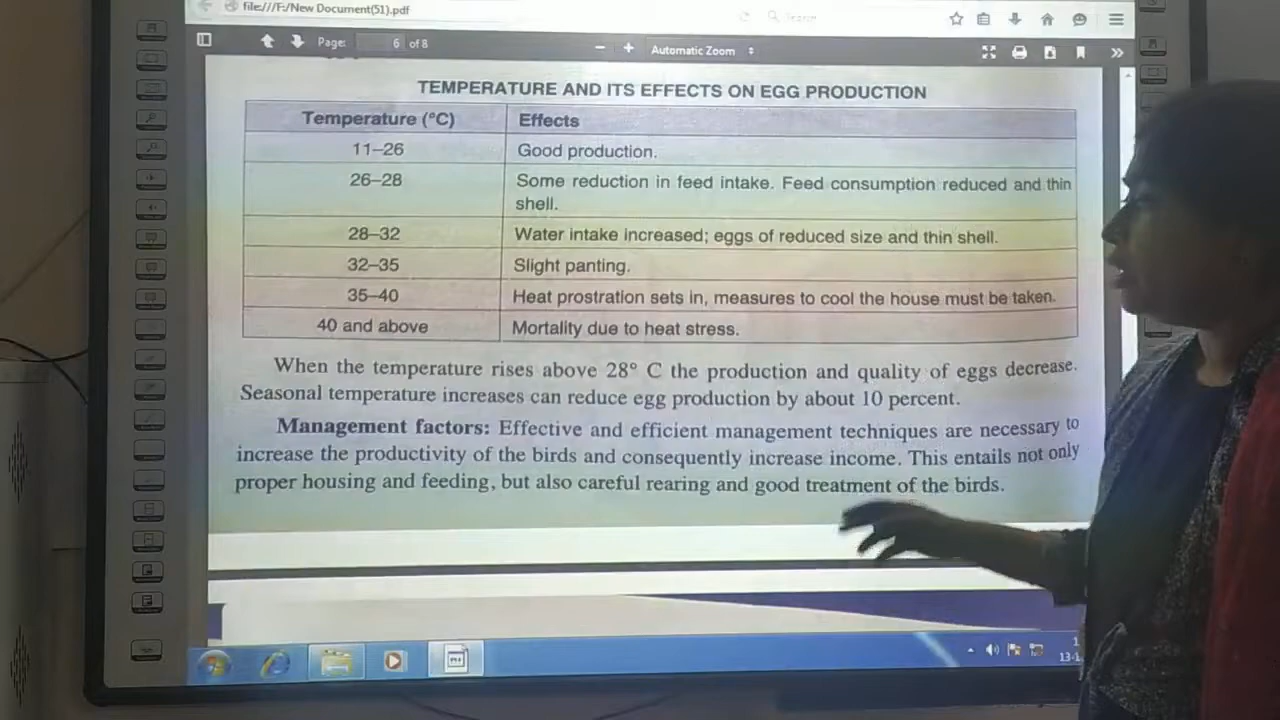 file:///F:/New Document(51).pdf
Search
Page: 6 of 8
Automatic Zoom
TEMPERATURE AND ITS EFFECTS ON EGG PRODUCTION
Temperature (°C) Effects
11–26 Good production.
26–28 Some reduction in feed intake. Feed consumption reduced and thin
shell.
28–32 Water intake increased; eggs of reduced size and thin shell.
32–35 Slight panting.
35–40 Heat prostration sets in, measures to cool the house must be taken.
40 and above Mortality due to heat stress.
When the temperature rises above 28° C the production and quality of eggs decrease.
Seasonal temperature increases can reduce egg production by about 10 percent.
Management factors: Effective and efficient management techniques are necessary to
increase the productivity of the birds and consequently increase income. This entails not only
proper housing and feeding, but also careful rearing and good treatment of the birds.